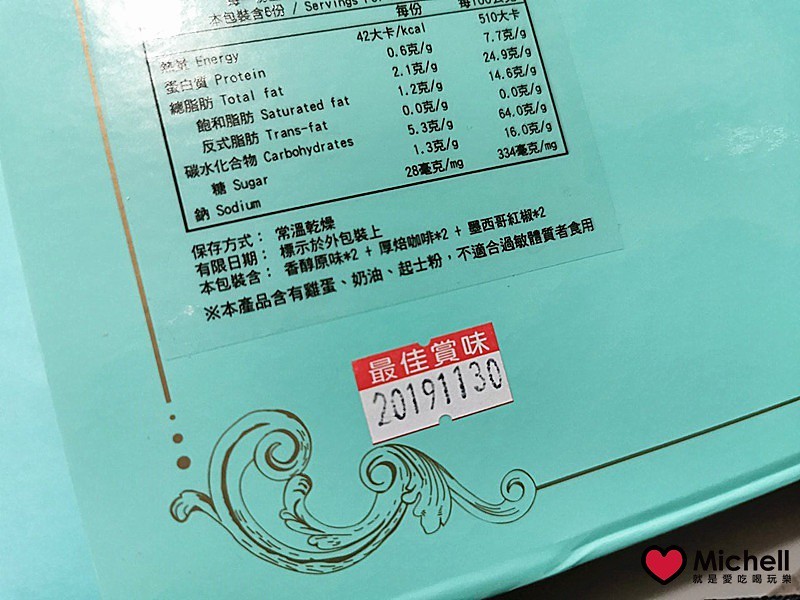 本包裝含6份 / Servings
每份
42大卡/kcal 510大卡
熱量 Energy 0.6克/g 7.7克/g
蛋白質 Protein 2.1克/g 24.9克/g
總脂肪 Total fat 1.2克/g 14.6克/g
飽和脂肪 Saturated fat 0.0克/g 0.0克/g
反式脂肪 Trans-fat 5.3克/g 64.0克/g
碳水化合物 Carbohydrates 1.3克/g 16.0克/g
糖 Sugar 28毫克/mg 334毫克/mg
鈉 Sodium
保存方式：常溫乾燥
有限日期：標示於外包裝上
本包裝含：香醇原味*2 + 厚焙咖啡*2 + 墨西哥紅椒*2
※本產品含有雞蛋、奶油、起士粉，不適合過敏體質者食用
最佳賞味
20191130
Michell
就是愛吃喝玩樂